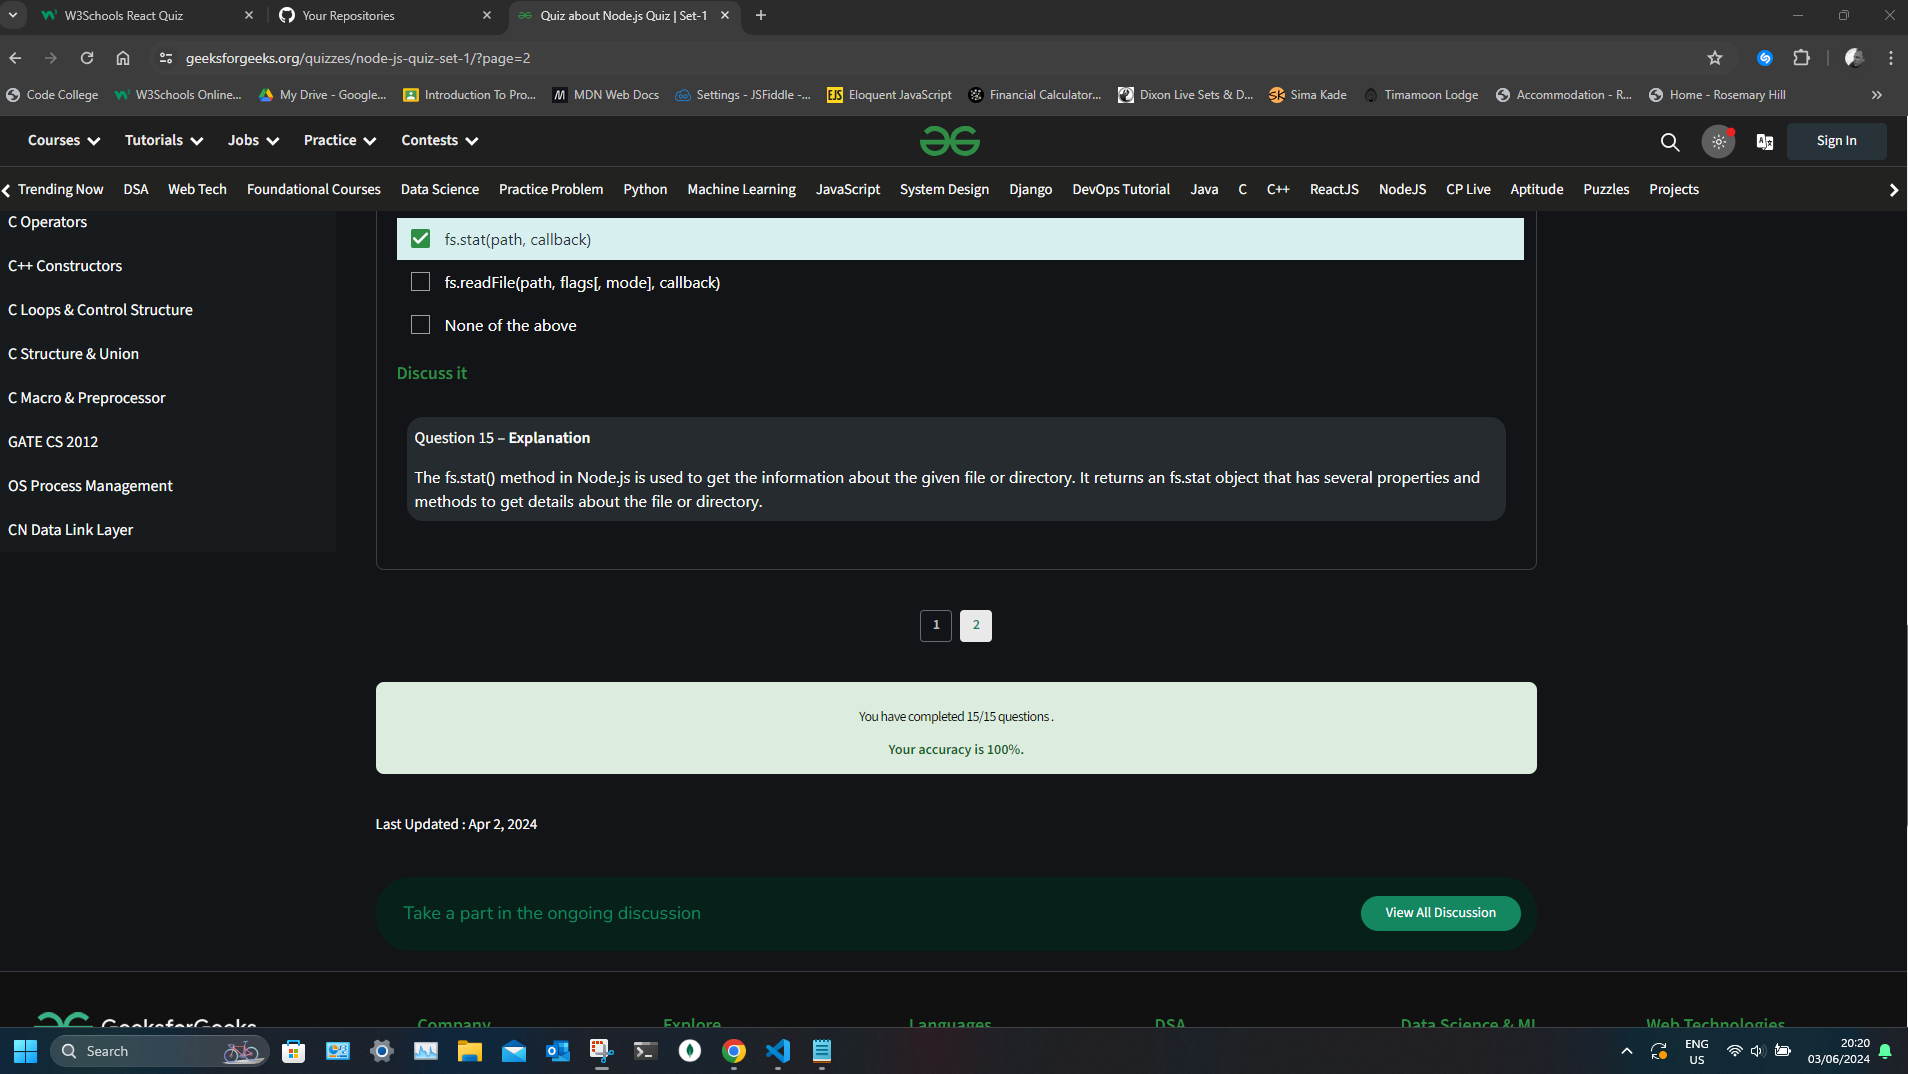 W3Schools React Quiz
Your Repositories
Quiz about Node.js Quiz | Set-1
geeksforgeeks.org/quizzes/node-js-quiz-set-1/?page=2
Code College
W3Schools Online...
My Drive - Google...
Introduction To Pro...
MDN Web Docs
Settings - JSFiddle -...
Eloquent JavaScript
Financial Calculator...
Dixon Live Sets & D...
Sima Kade
Timamoon Lodge
Accommodation - R...
Home - Rosemary Hill
Courses
Tutorials
Jobs
Practice
Contests
Sign In
Trending Now
DSA
Web Tech
Foundational Courses
Data Science
Practice Problem
Python
Machine Learning
JavaScript
System Design
Django
DevOps Tutorial
Java
C
C++
ReactJS
NodeJS
CP Live
Aptitude
Puzzles
Projects
C Operators
C++ Constructors
C Loops & Control Structure
C Structure & Union
C Macro & Preprocessor
GATE CS 2012
OS Process Management
CN Data Link Layer
fs.stat(path, callback)
fs.readFile(path, flags[, mode], callback)
None of the above
Discuss it
Question 15 – Explanation
The fs.stat() method in Node.js is used to get the information about the given file or directory. It returns an fs.stat object that has several properties and
methods to get details about the file or directory.
1
2
You have completed 15/15 questions .
Your accuracy is 100%.
Last Updated : Apr 2, 2024
Take a part in the ongoing discussion
View All Discussion
GeeksforGeeks
Company
Explore
Languages
DSA
Data Science & ML
Web Technologies
Search
ENG
US
20:20
03/06/2024